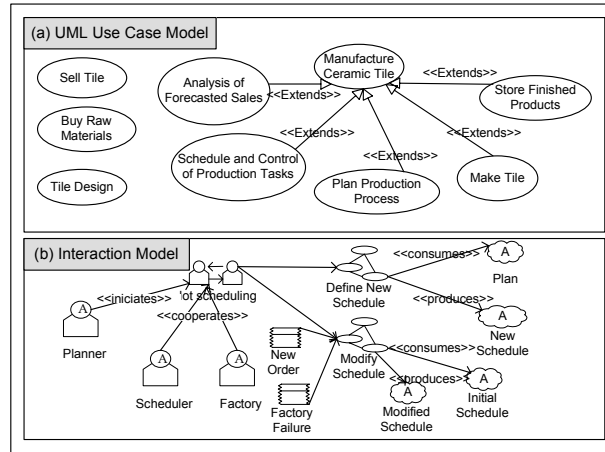 (a) UML Use Case Model
Manufacture
Ceramic Tile
Sell Tile
Analysis of
Forecasted Sales
<<Extends>>
<<Extends>>
Store Finished
Products
Buy Raw
Materials
<<Extends>>
<<Extends>>
<<Extends>>
Schedule and Control
of Production Tasks
Tile Design
Plan Production
Process
Make Tile
(b) Interaction Model
<<consumes>>
A
Plan
<<iniciates>>
scheduling
Define New
Schedule
A
Planner
<<cooperates>>
<<produces>>
A
New
Schedule
A
Scheduler
A
Factory
New
Order
Modify
Schedule
<<consumes>>
Factory
Failure
<<produces>>
A
Modified
Schedule
A
Initial
Schedule